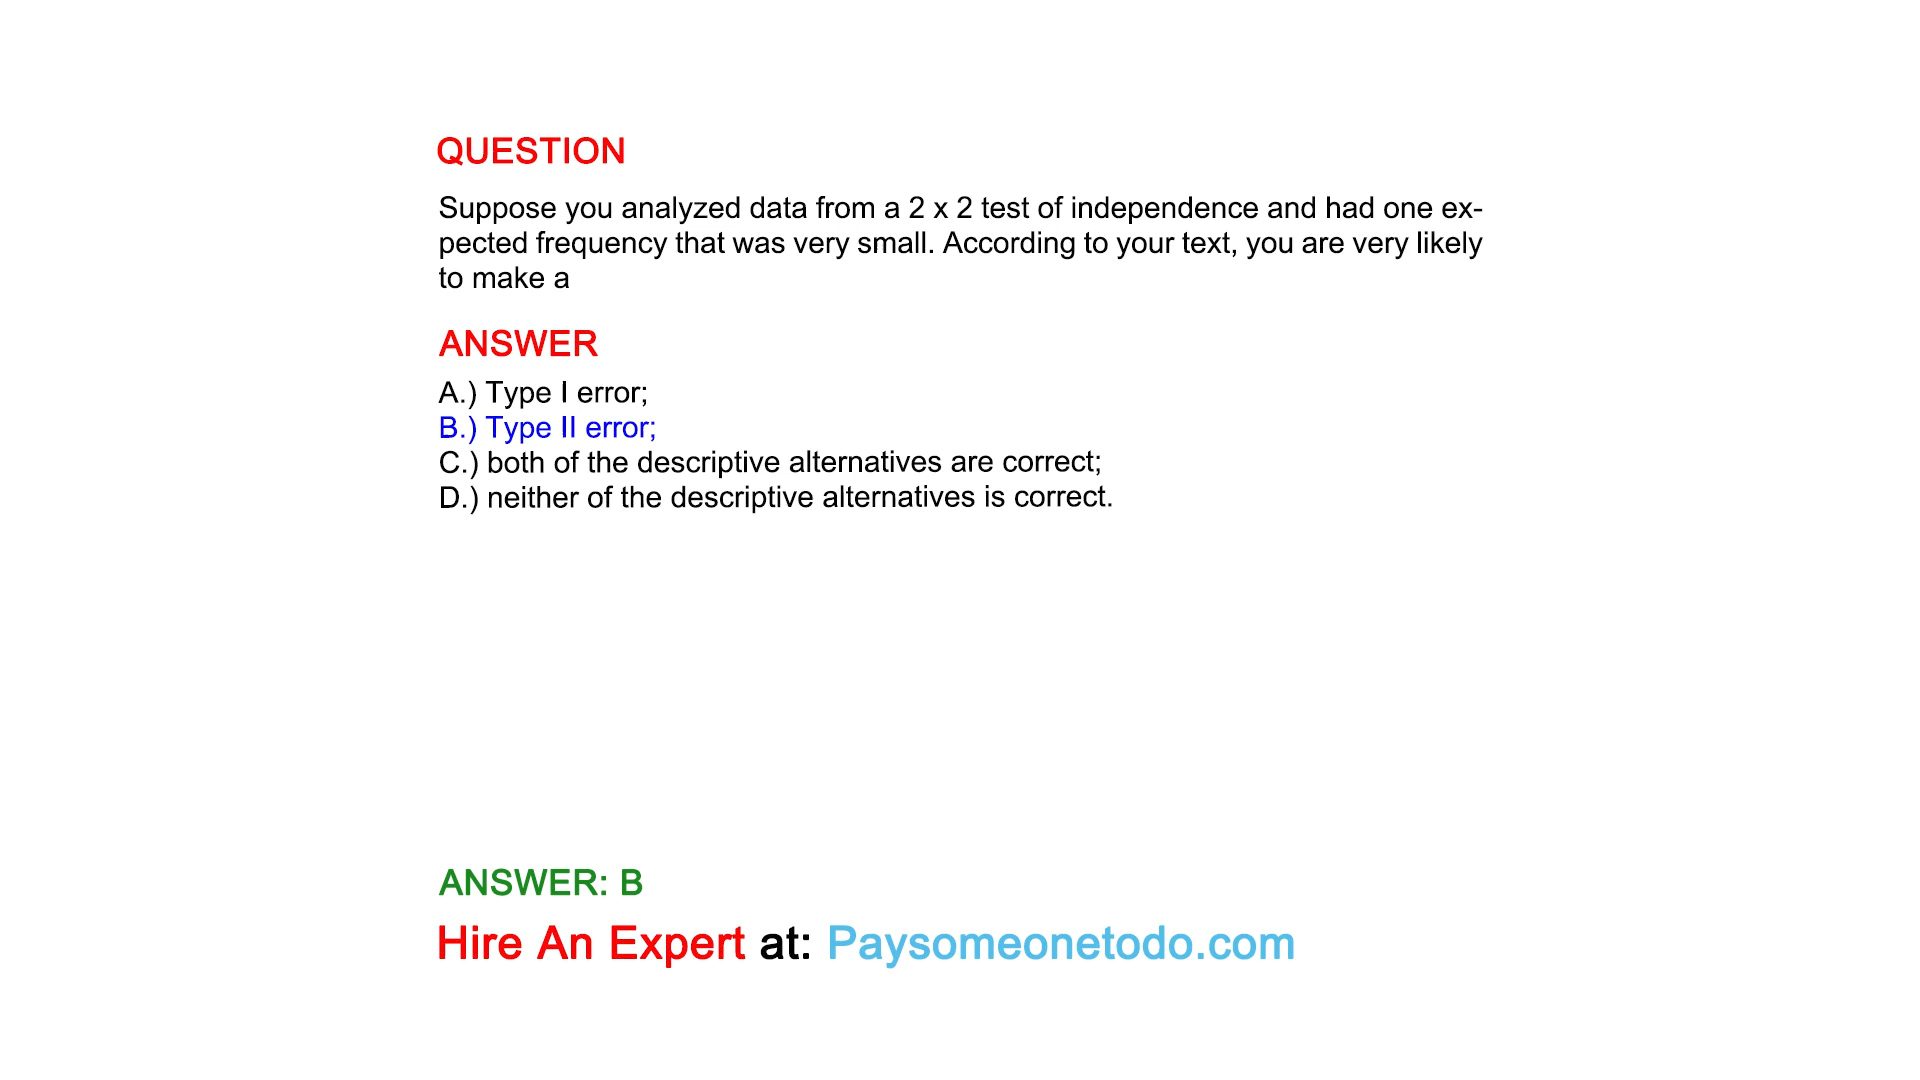 QUESTION
Suppose you analyzed data from a 2 x 2 test of independence and had one ex-
pected frequency that was very small. According to your text, you are very likely
to make a
ANSWER
A.) Type I error;
B.) Type II error;
C.) both of the descriptive alternatives are correct;
D.) neither of the descriptive alternatives is correct.
ANSWER: B
Hire An Expert at: Paysomeonetodo.com